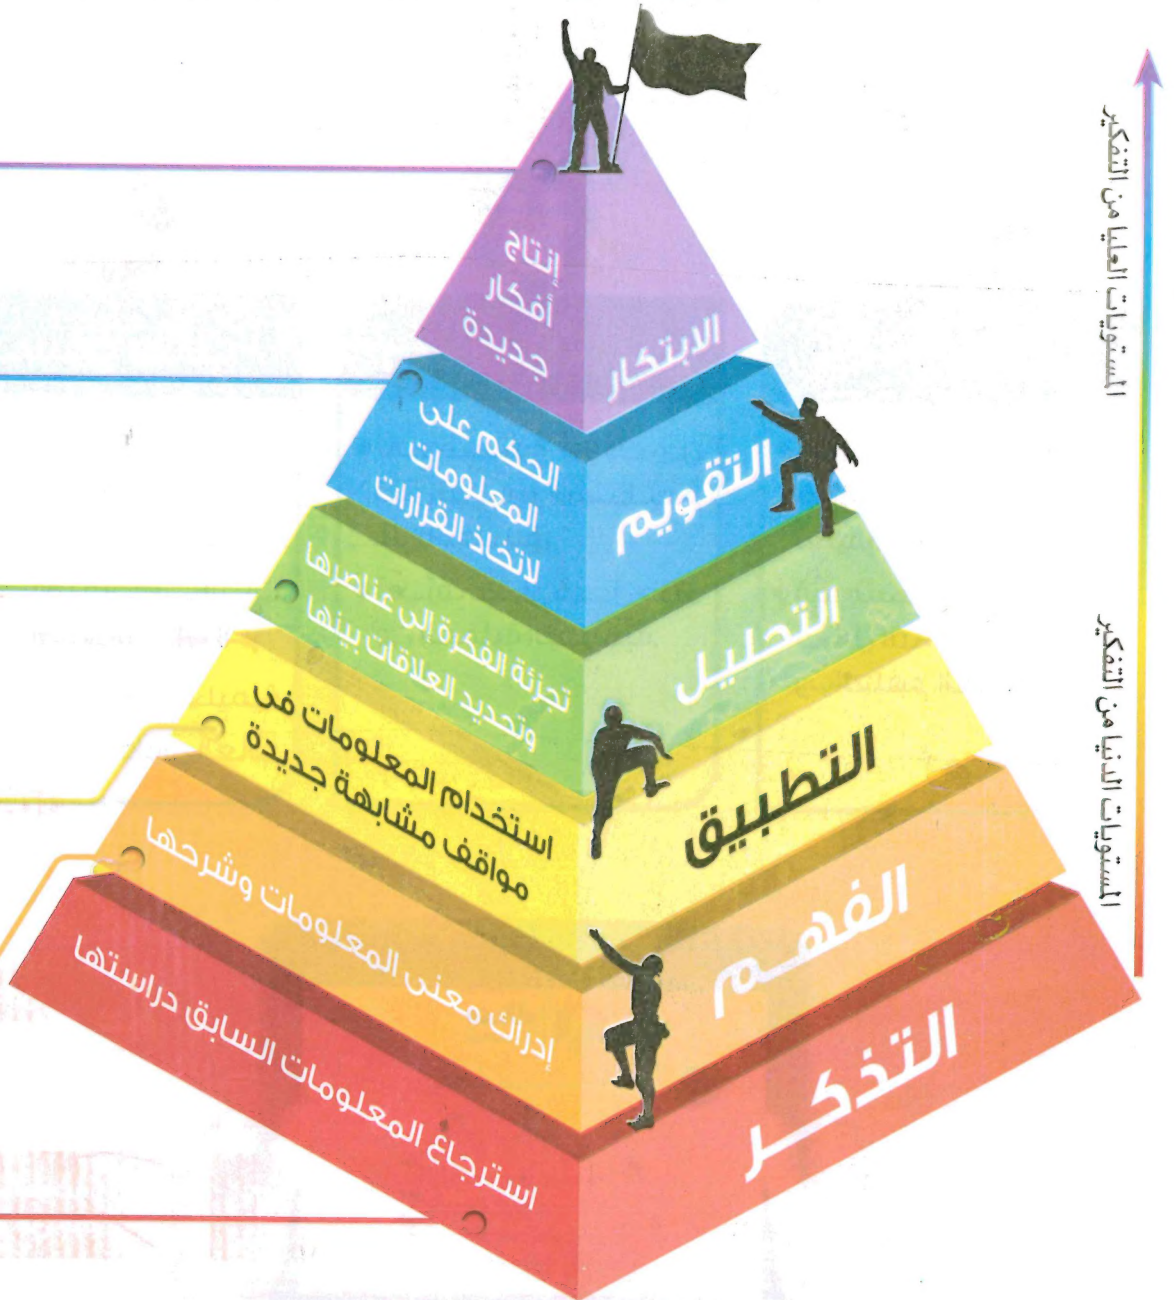 المستويات العليا من التفكير
المستويات الدنيا من التفكير
الابتكار
إنتاج
أفكار
جديدة
التقويم
الحكم على
المعلومات
لاتخاذ القرارات
التحليل
تجزئة الفكرة إلى عناصرها
وتحديد العلاقات بينها
التطبيق
استخدام المعلومات فى
مواقف مشابهة جديدة
الفهم
إدراك معنى المعلومات وشرحها
التذكر
استرجاع المعلومات السابق دراستها